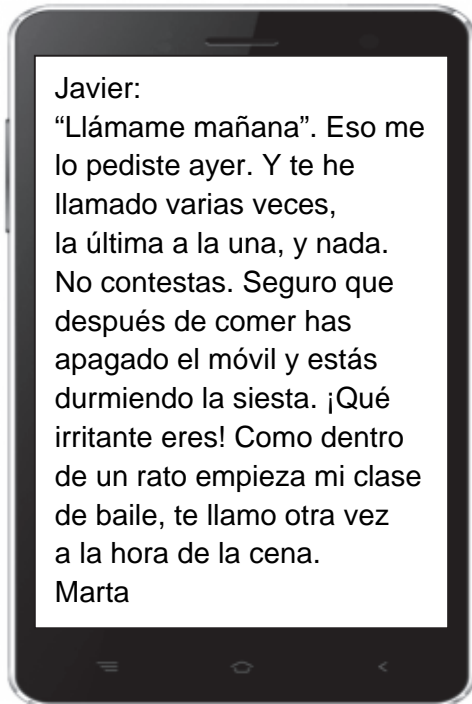 Javier:
“Llámame mañana”. Eso me
lo pediste ayer. Y te he
llamado varias veces,
la última a la una, y nada.
No contestas. Seguro que
después de comer has
apagado el móvil y estás
durmiendo la siesta. ¡Qué
irritante eres! Como dentro
de un rato empieza mi clase
de baile, te llamo otra vez
a la hora de la cena.
Marta